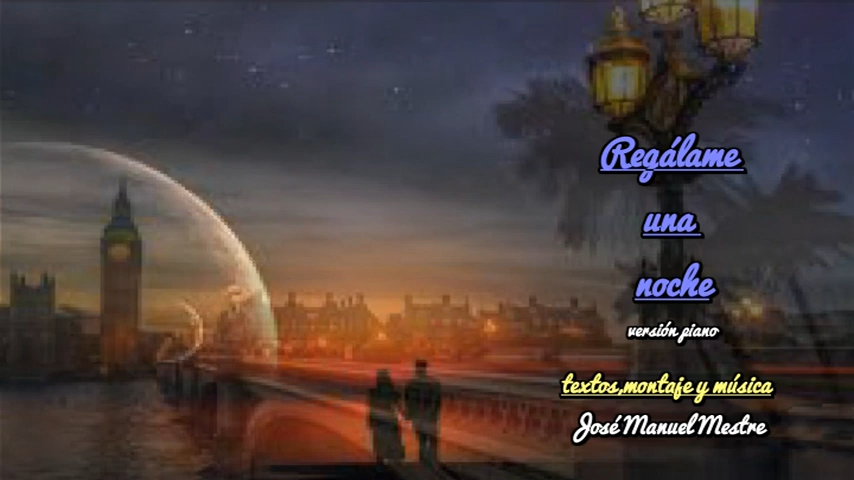 Regálame
una
noche
versión piano
textos,montaje y música
José Manuel Mestre